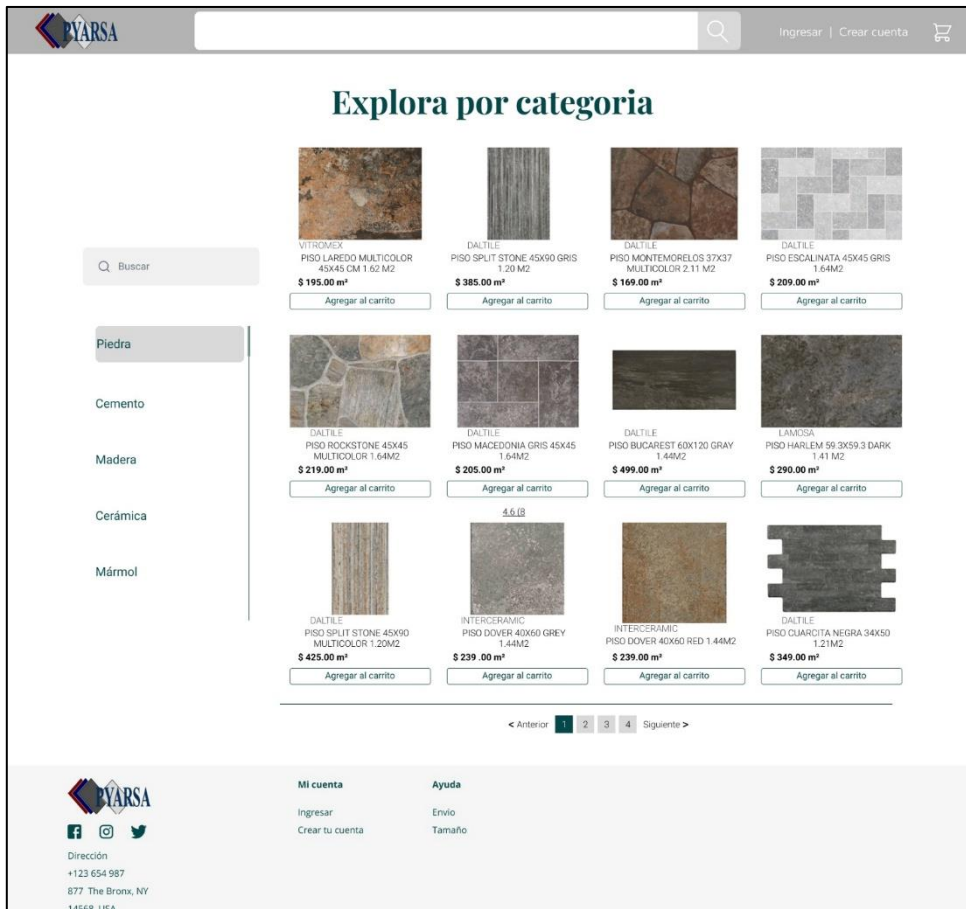 PYARSA
Ingresar | Crear cuenta
Explora por categoria
Buscar
Piedra
Cemento
Madera
Cerámica
Mármol
VITROMEX
PISO LAREDO MULTICOLOR
45X45 CM 1.62 M2
$ 195.00 m²
Agregar al carrito
DALTILE
PISO SPLIT STONE 45X90 GRIS
1.20 M2
$ 385.00 m²
Agregar al carrito
DALTILE
PISO MONTEMORELOS 37X37
MULTICOLOR 2.11 M2
$ 169.00 m²
Agregar al carrito
DALTILE
PISO ESCALINATA 45X45 GRIS
1.64M2
$ 209.00 m²
Agregar al carrito
DALTILE
PISO ROCKSTONE 45X45
MULTICOLOR 1.64M2
$ 219.00 m²
Agregar al carrito
DALTILE
PISO MACEDONIA GRIS 45X45
1.64M2
$ 205.00 m²
Agregar al carrito
DALTILE
PISO BUCAREST 60X120 GRAY
1.44M2
$ 499.00 m²
Agregar al carrito
LAMOSA
PISO HARLEM 59.3X59.3 DARK
1.41 M2
$ 290.00 m²
Agregar al carrito
DALTILE
PISO SPLIT STONE 45X90
MULTICOLOR 1.20M2
$ 425.00 m²
Agregar al carrito
4.6 (8
INTERCERAMIC
PISO DOVER 40X60 GREY
1.44M2
$ 239 .00 m²
Agregar al carrito
INTERCERAMIC
PISO DOVER 40X60 RED 1.44M2
$ 239.00 m²
Agregar al carrito
DALTILE
PISO CUARCITA NEGRA 34X50
1.21M2
$ 349.00 m²
Agregar al carrito
< Anterior 1 2 3 4 Siguiente >
PYARSA
Dirección
+123 654 987
877 The Bronx, NY
14568, USA
Mi cuenta
Ingresar
Crear tu cuenta
Ayuda
Envio
Tamaño